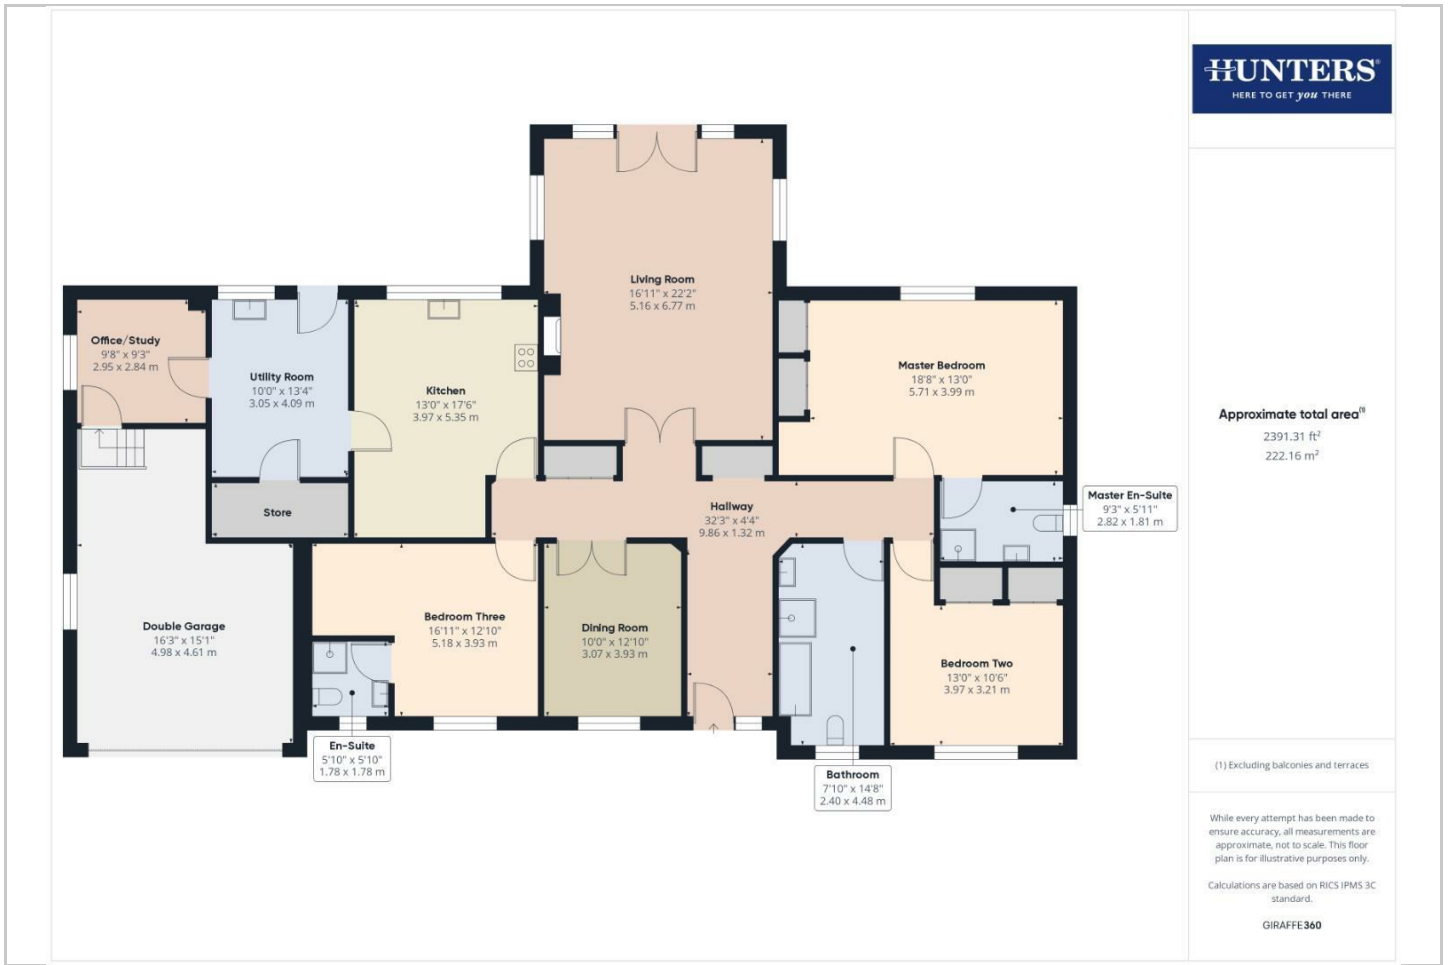 HUNTERS®
HERE TO GET you THERE
Living Room
16'11" x 22'2"
5.16 x 6.77 m
Office/Study
9'8" x 9'3"
2.95 x 2.84 m
Utility Room
10'0" x 13'4"
3.05 x 4.09 m
Kitchen
13'0" x 17'6"
3.97 x 5.35 m
Master Bedroom
18'8" x 13'0"
5.71 x 3.99 m
Store
Hallway
32'3" x 4'4"
9.86 x 1.32 m
Master En-Suite
9'3" x 5'11"
2.82 x 1.81 m
Double Garage
16'3" x 15'1"
4.98 x 4.61 m
Bedroom Three
16'11" x 12'10"
5.18 x 3.93 m
Dining Room
10'0" x 12'10"
3.07 x 3.93 m
Bedroom Two
13'0" x 10'6"
3.97 x 3.21 m
En-Suite
5'10" x 5'10"
1.78 x 1.78 m
Bathroom
7'10" x 14'8"
2.40 x 4.48 m
Approximate total area(1)
2391.31 ft²
222.16 m²
(1) Excluding balconies and terraces
While every attempt has been made to
ensure accuracy, all measurements are
approximate, not to scale. This floor
plan is for illustrative purposes only.
Calculations are based on RICS IPMS 3C
standard.
GIRAFFE360